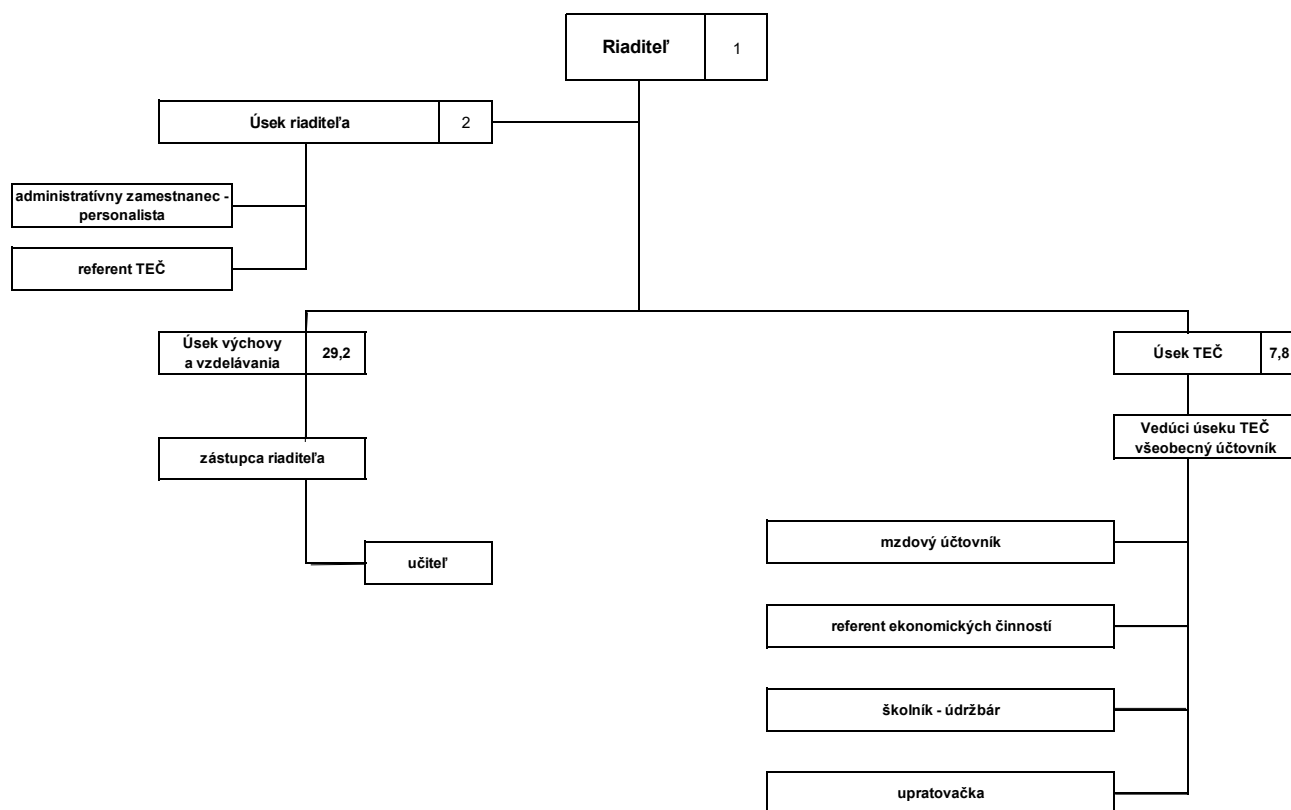 Riaditeľ 1
Úsek riaditeľa 2
administratívny zamestnanec -
personalista
referent TEČ
Úsek výchovy
a vzdelávania 29,2
Úsek TEČ 7,8
Vedúci úseku TEČ
všeobecný účtovník
zástupca riaditeľa
mzdový účtovník
učiteľ
referent ekonomických činností
školník - údržbár
upratovačka